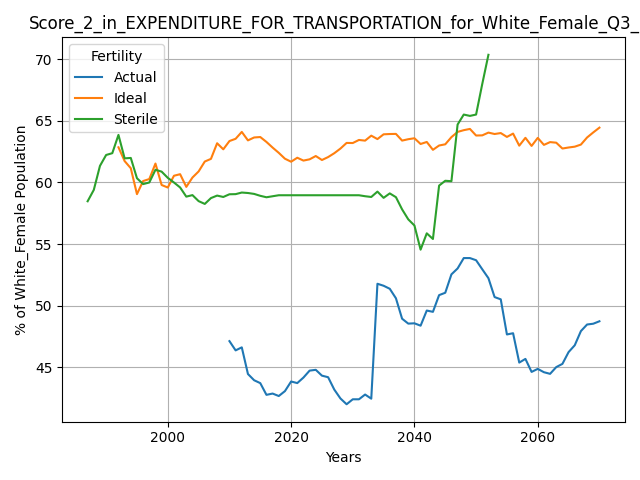 Score_2_in_EXPENDITURE_FOR_TRANSPORTATION_for_White_Female_Q3_
Fertility
Actual
Ideal
Sterile
% of White_Female Population
70
65
60
55
50
45
2000
2020
2040
2060
Years